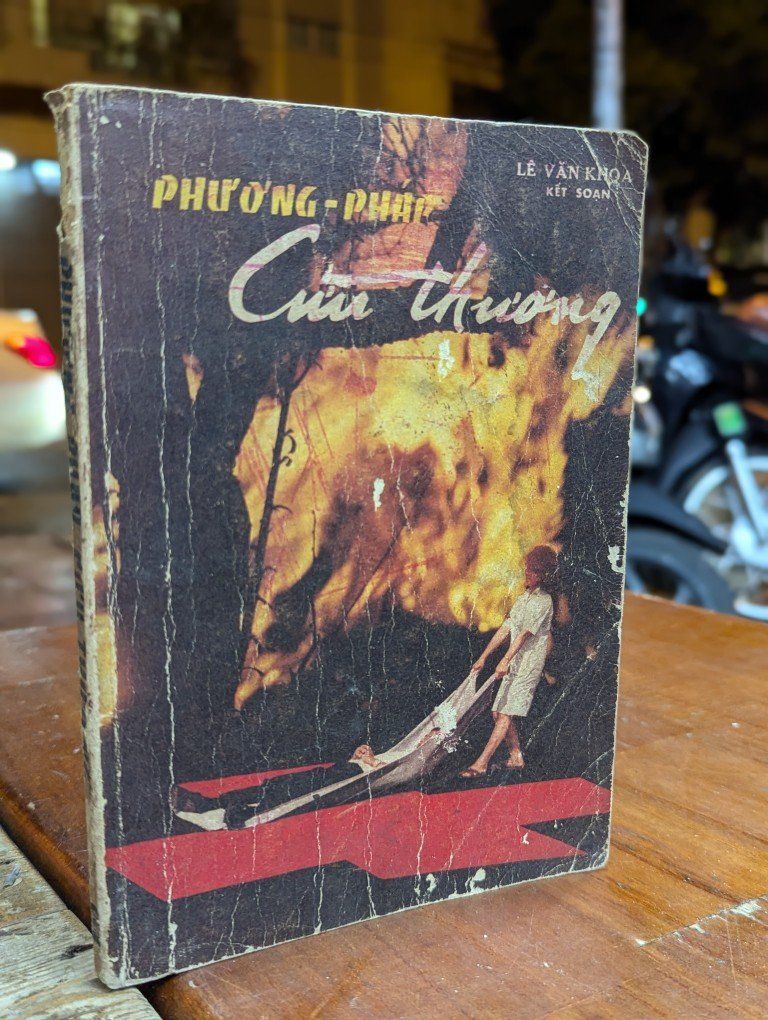 LÊ VĂN KHOA
KẾT SOẠN
PHƯƠNG - PHÁP
Cứu thương